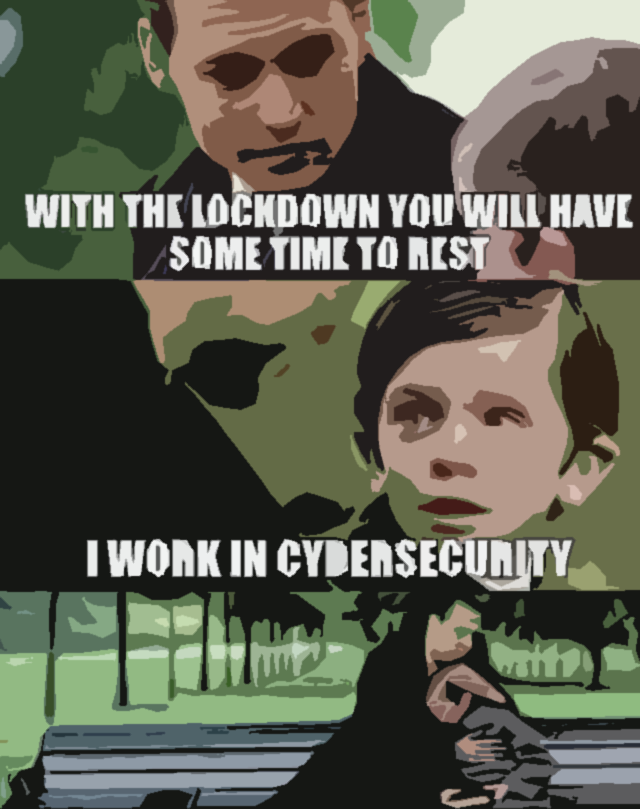 WITH THE LOCKDOWN YOU WILL HAVE
SOME TIME TO REST
I WORK IN CYBERSECURITY